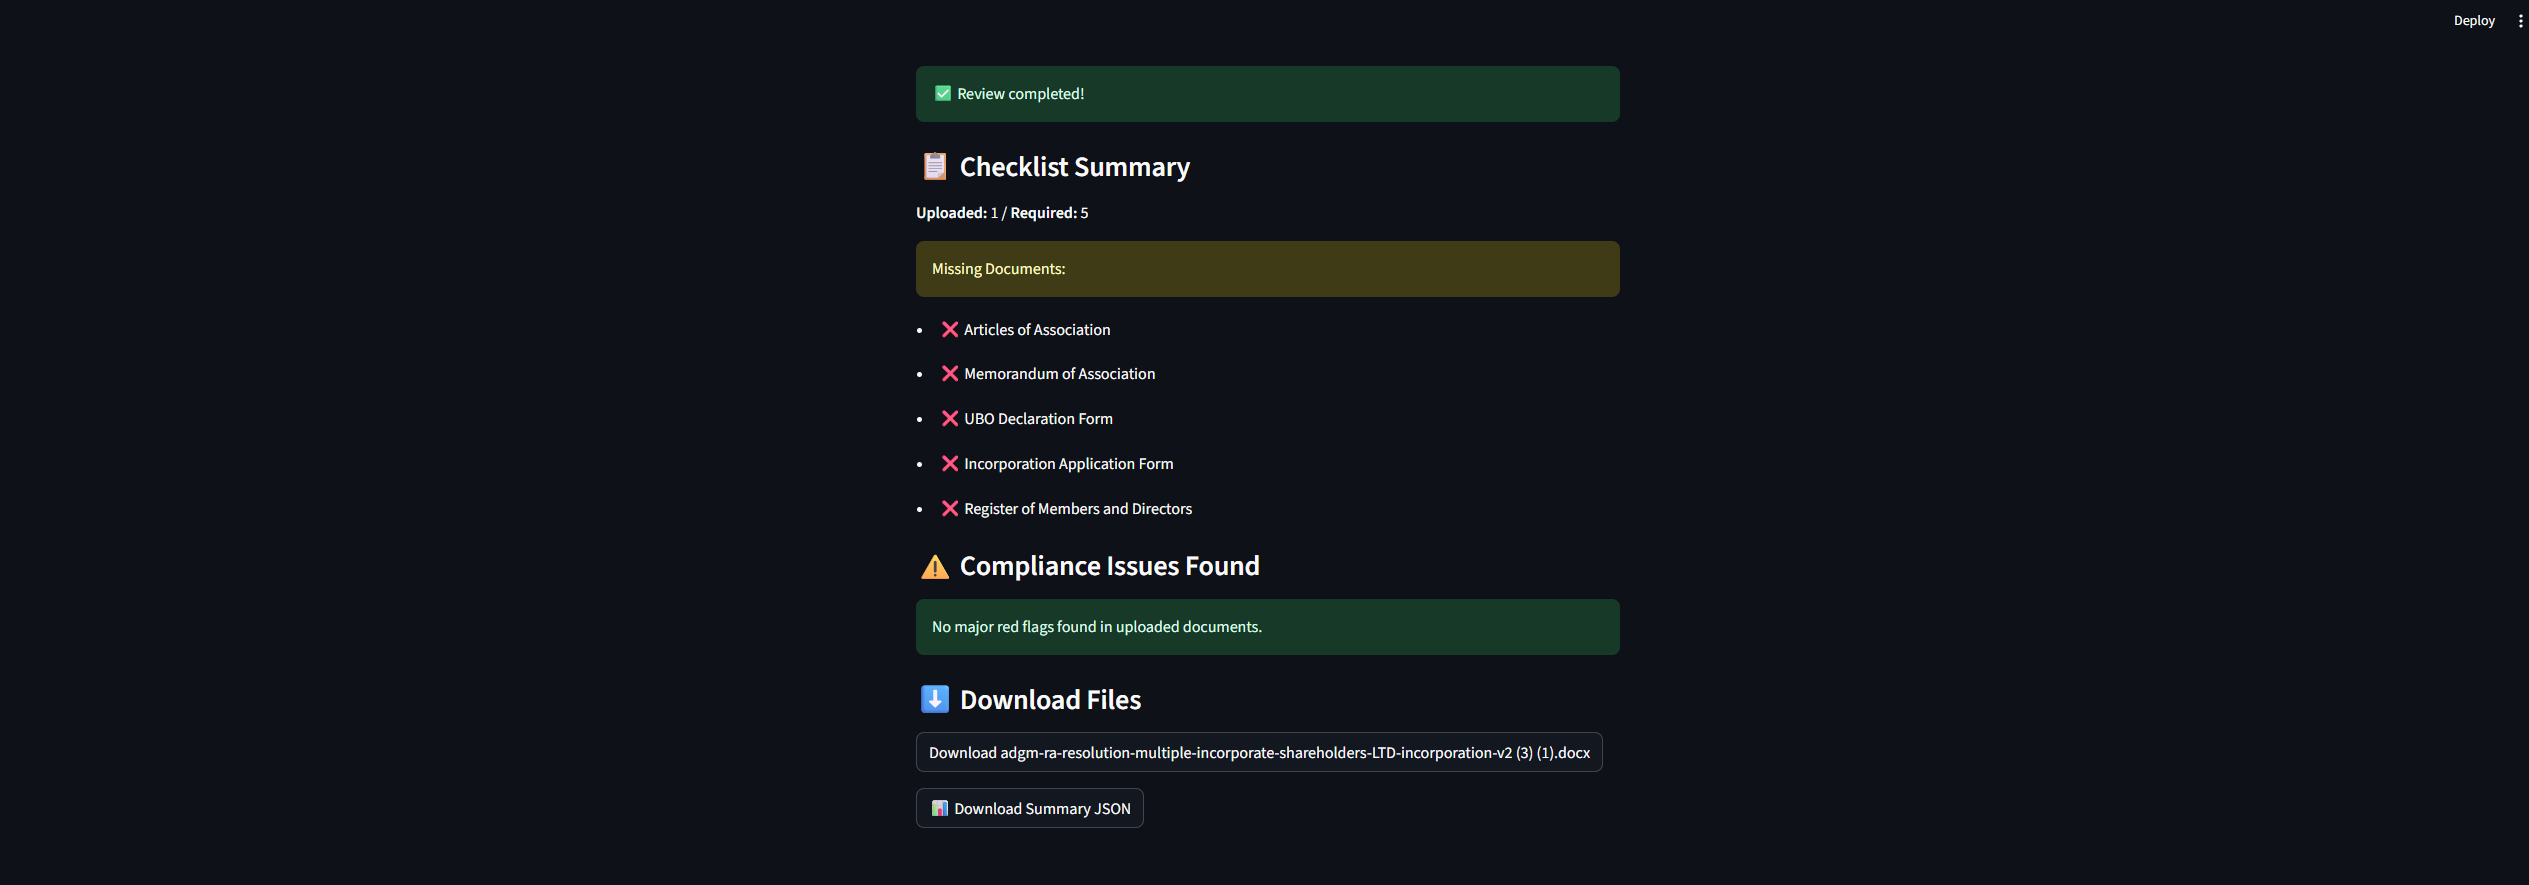 Deploy
✅ Review completed!
📋 Checklist Summary
Uploaded: 1 / Required: 5
Missing Documents:
• ❌ Articles of Association
• ❌ Memorandum of Association
• ❌ UBO Declaration Form
• ❌ Incorporation Application Form
• ❌ Register of Members and Directors
⚠️ Compliance Issues Found
No major red flags found in uploaded documents.
⬇️ Download Files
Download adgm-ra-resolution-multiple-incorporate-shareholders-LTD-incorporation-v2 (3) (1).docx
📊 Download Summary JSON